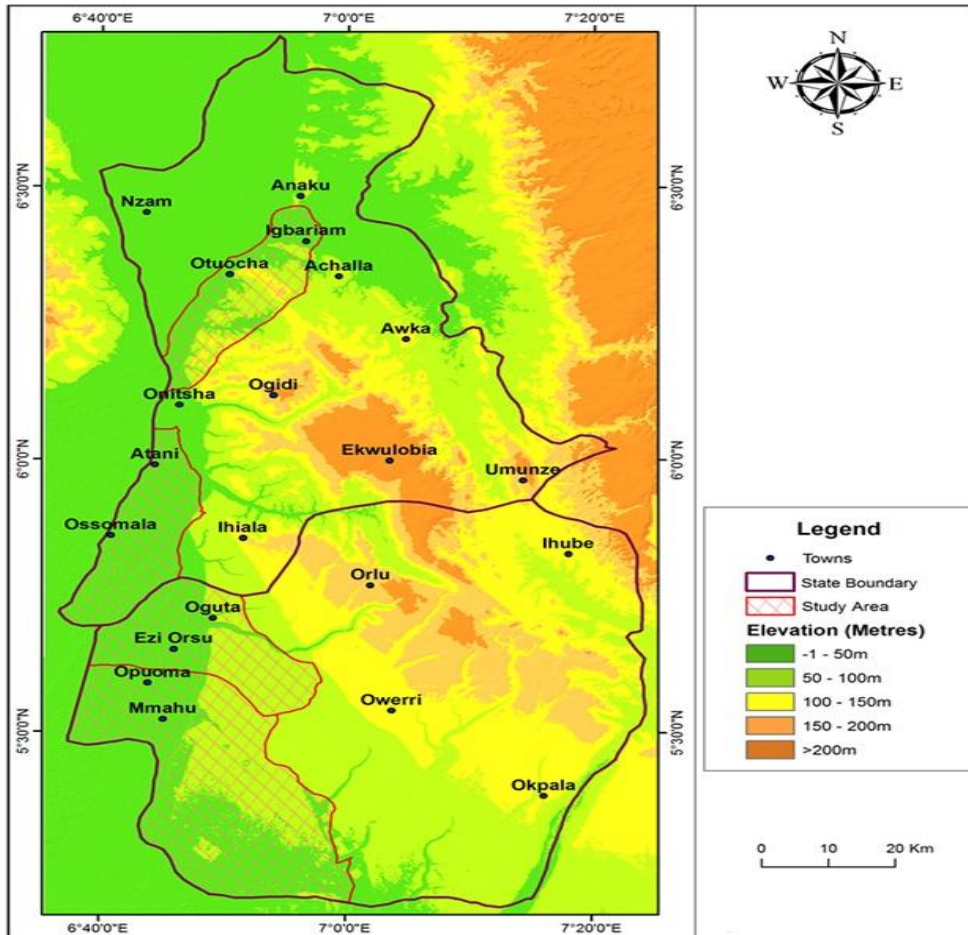 6°40'0"E
7°0'0"E
7°20'0"E
N
W
E
S
6°30'0"N
6°30'0"N
Anaku
Nzam
Igbariam
Otuocha
Achalla
Awka
Ogidi
Onitsha
6°0'0"N
6°0'0"N
Ekwulobia
Atani
Umunze
Ossomala
Ihiala
Ihube
Orlu
Oguta
Ezi Orsu
Opuoma
Mmahu
Owerri
5°30'0"N
5°30'0"N
Okpala
6°40'0"E
7°0'0"E
7°20'0"E
Legend
Towns
State Boundary
Study Area
Elevation (Metres)
-1 - 50m
50 - 100m
100 - 150m
150 - 200m
>200m
0 20 Km